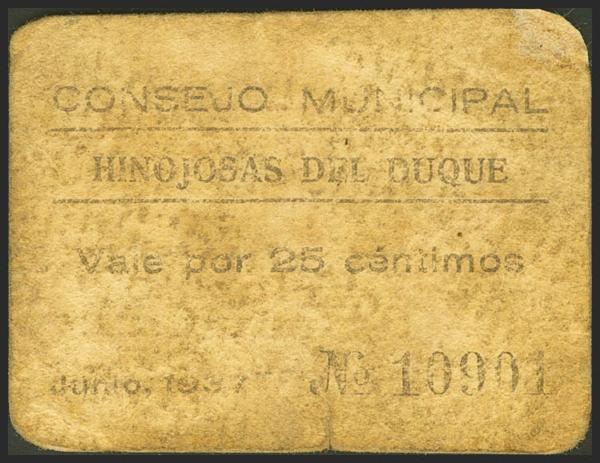 CONSEJO MUNICIPAL
HINOJOSAS DEL DUQUE
Vale por 25 céntimos
Junio, 1937 Nº 10901